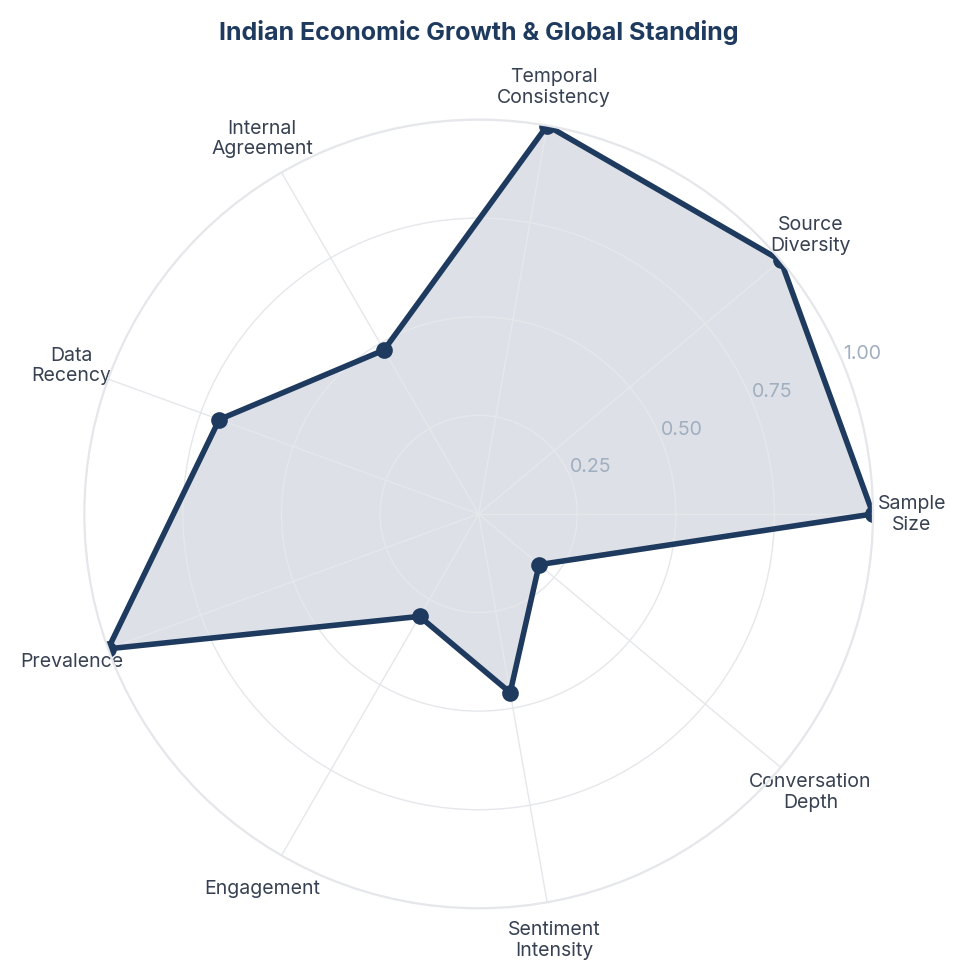 Indian Economic Growth & Global Standing
Temporal
Consistency
Internal
Agreement
Source
Diversity
Data
Recency
1.00
0.75
0.50
0.25
Sample
Size
Prevalence
Conversation
Depth
Engagement
Sentiment
Intensity